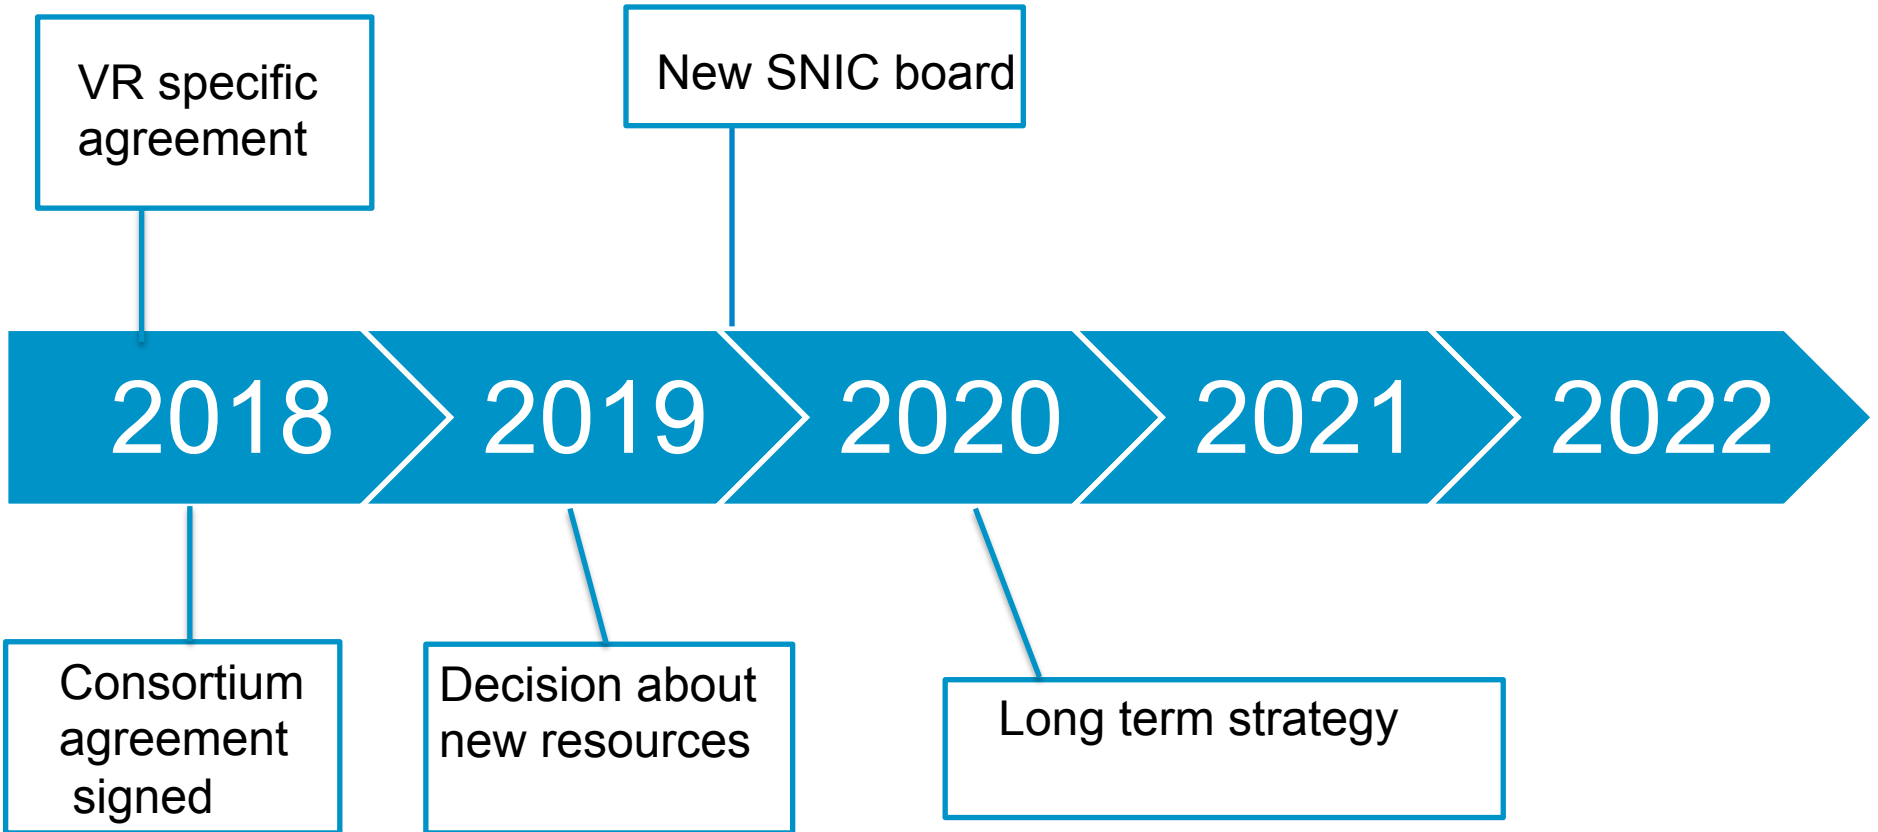 VR specific
agreement
New SNIC board
2018
2019
2020
2021
2022
Consortium
agreement
signed
Decision about
new resources
Long term strategy